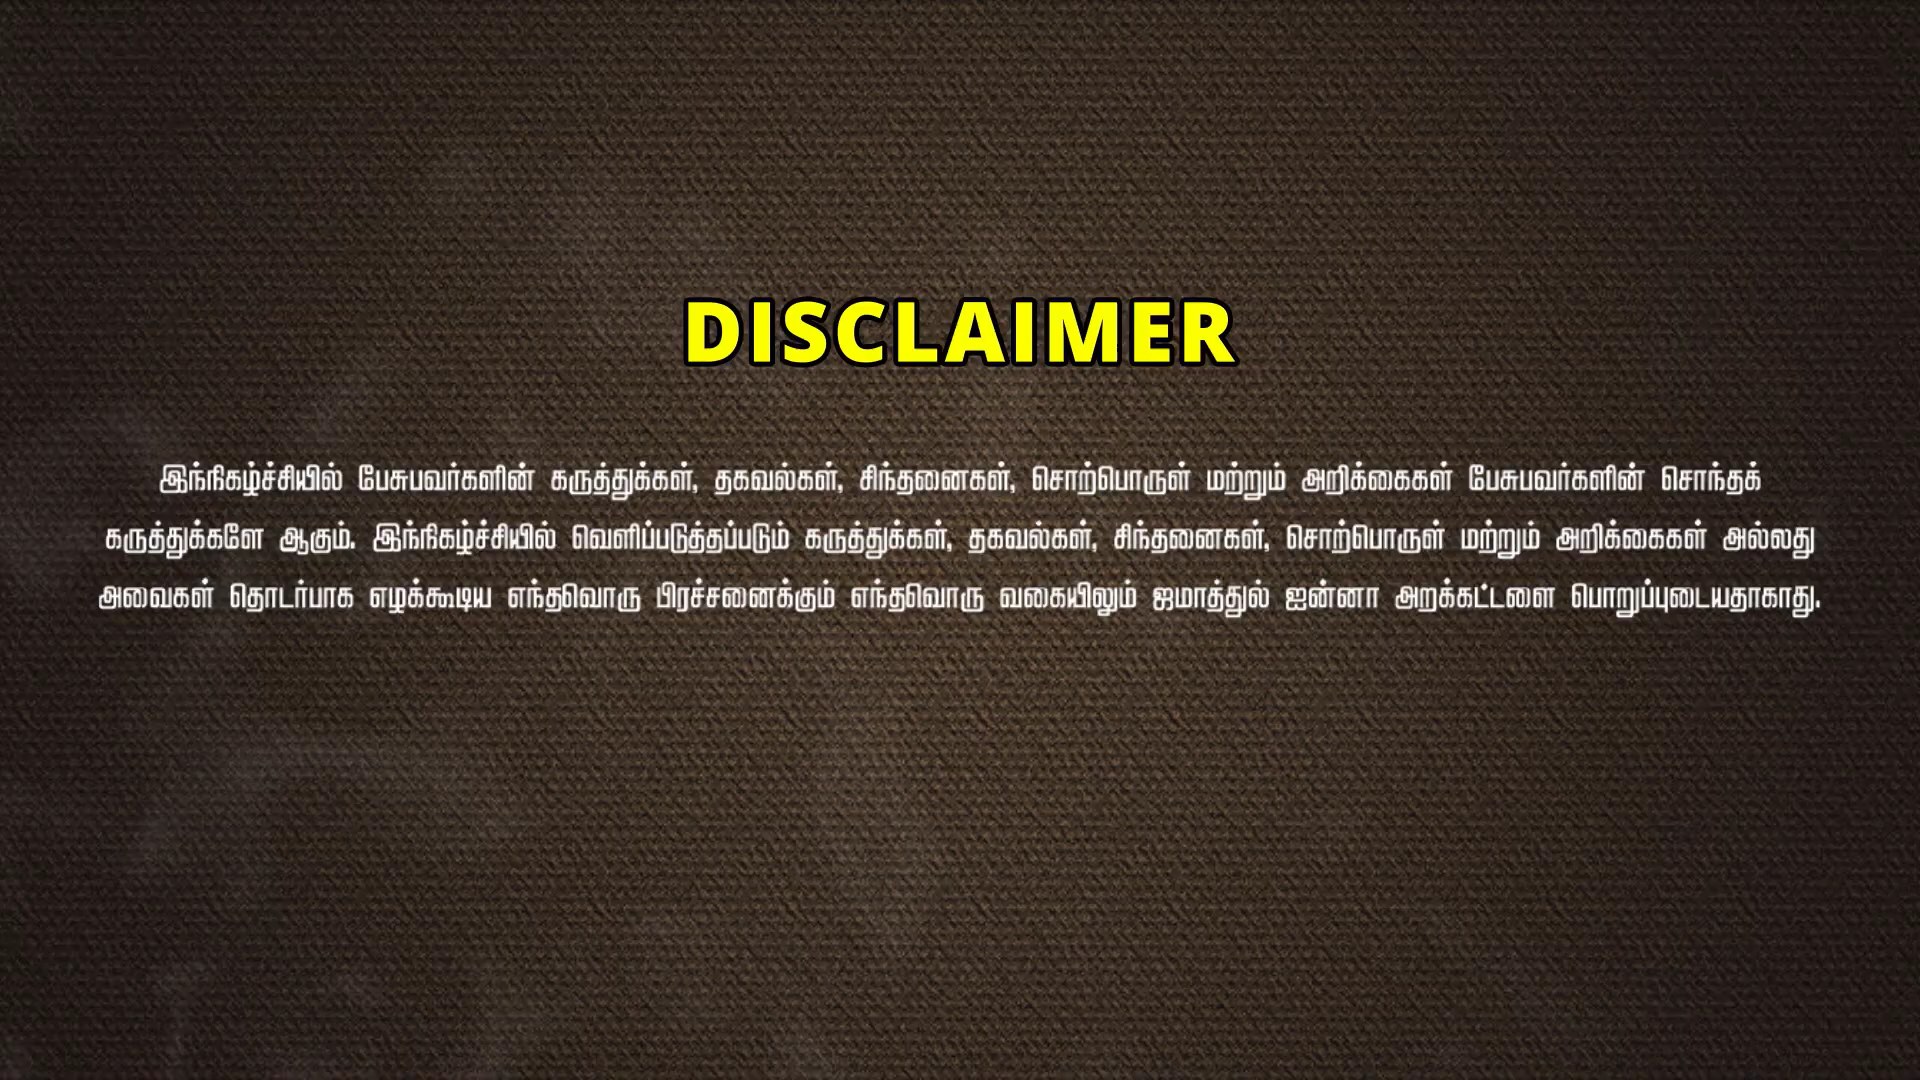 DISCLAIMER
இந்நிகழ்ச்சியில் பேசுபவர்களின் கருத்துக்கள், தகவல்கள், சிந்தனைகள், சொற்பொருள் மற்றும் அறிக்கைகள் பேசுபவர்களின் சொந்தக்
கருத்துக்களே ஆகும். இந்நிகழ்ச்சியில் வெளிப்படுத்தப்படும் கருத்துக்கள், தகவல்கள், சிந்தனைகள், சொற்பொருள் மற்றும் அறிக்கைகள் அல்லது
அவைகள் தொடர்பாக எழக்கூடிய எந்தவொரு பிரச்சனைக்கும் எந்தவொரு வகையிலும் ஜமாத்துல் ஐன்னா அறக்கட்டளை பொறுப்புடையதாகாது.